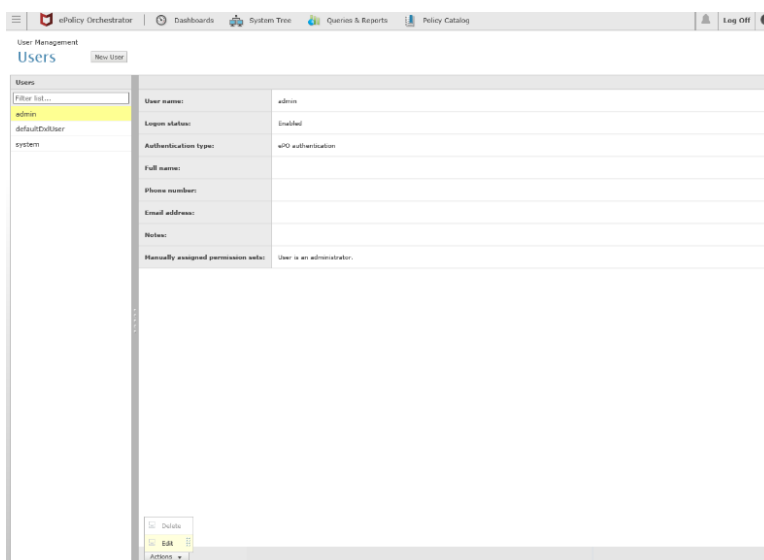 ePolicy Orchestrator Dashboards System Tree Queries & Reports Policy Catalog Log Off
User Management
Users New User
Users
Filter list...
admin
defaultDxlUser
system
User name: admin
Logon status: Enabled
Authentication type: ePO authentication
Full name:
Phone number:
Email address:
Notes:
Manually assigned permission sets: User is an administrator.
Delete
Edit
Actions